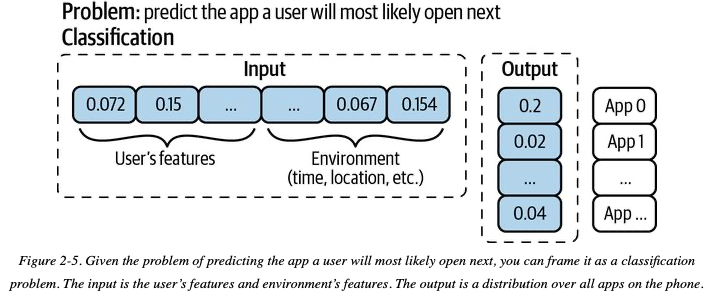 Problem: predict the app a user will most likely open next
Classification
Input
0.072 0.15 ... ... 0.067 0.154
User's features
Environment
(time, location, etc.)
Output
0.2 App 0
0.02 App 1
... ...
0.04 App ...
Figure 2-5. Given the problem of predicting the app a user will most likely open next, you can frame it as a classification
problem. The input is the user's features and environment's features. The output is a distribution over all apps on the phone.